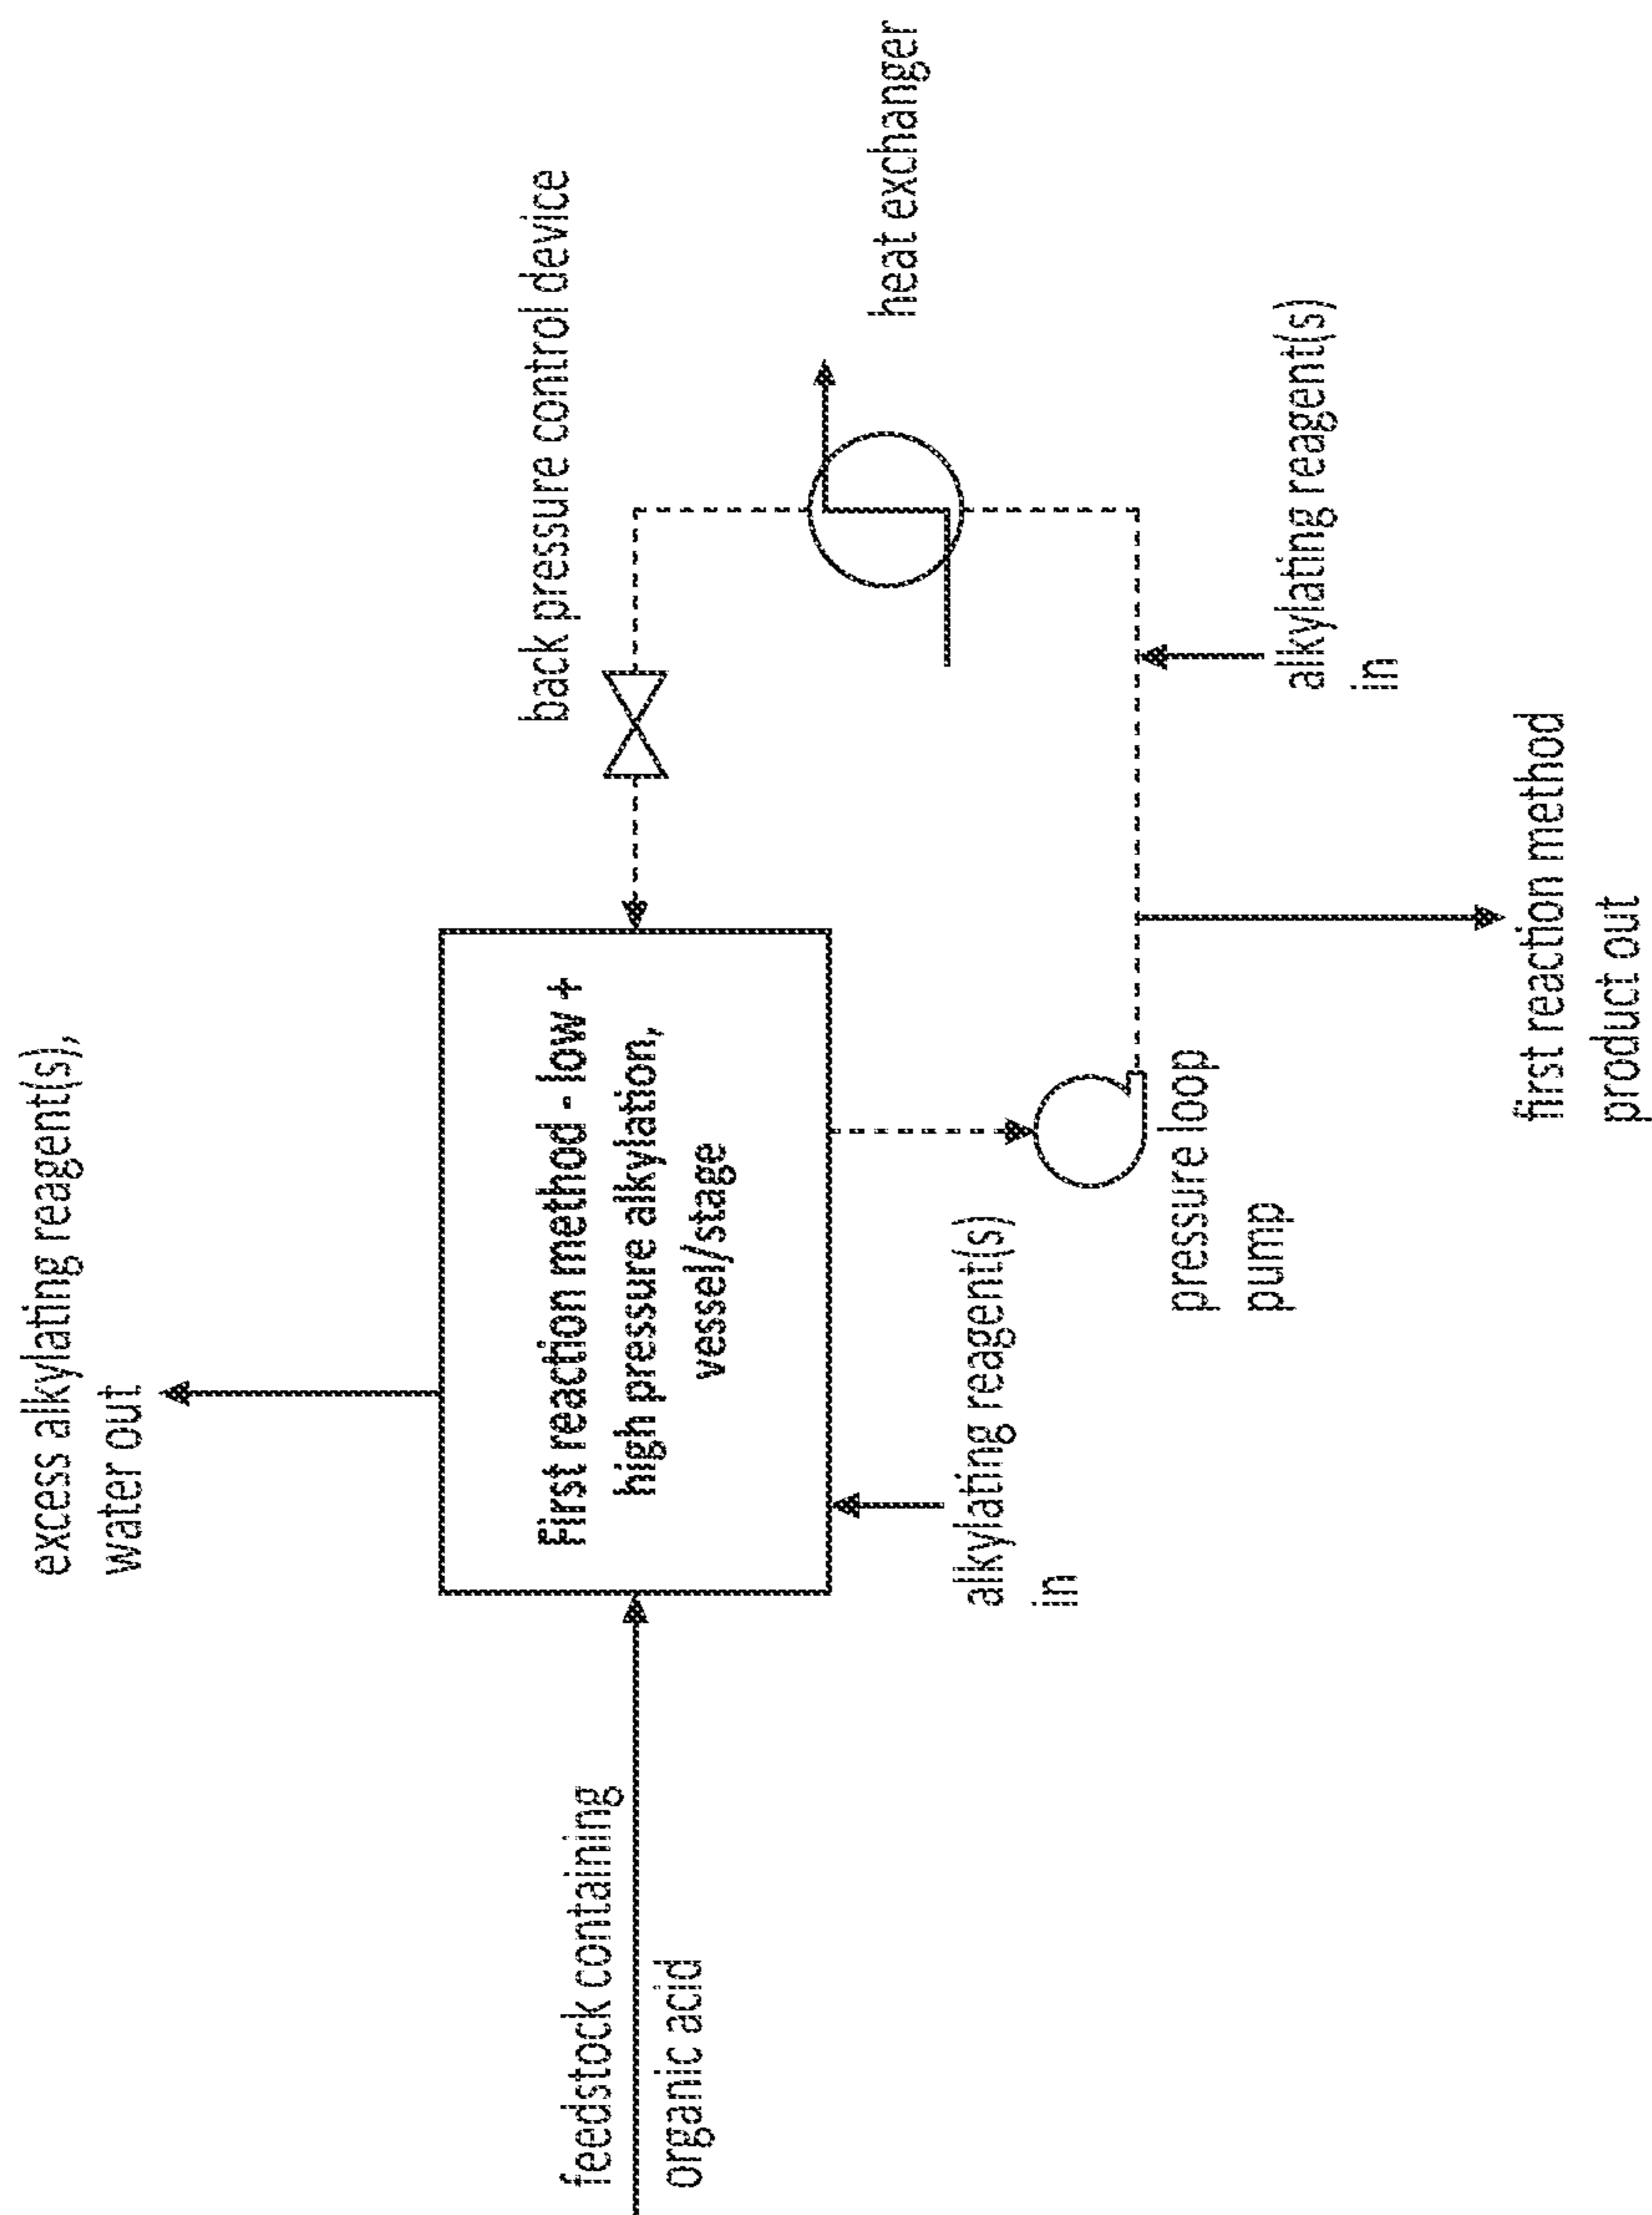 excess alkylating reagent(s),
water out
feedstock containing
organic acid
First reaction method - low +
high pressure alkylation,
vessel/stage
back pressure control device
heat exchanger
alkylating reagent(s)
in
pressure loop
pump
alkylating reagent(s)
in
first reaction method
product out